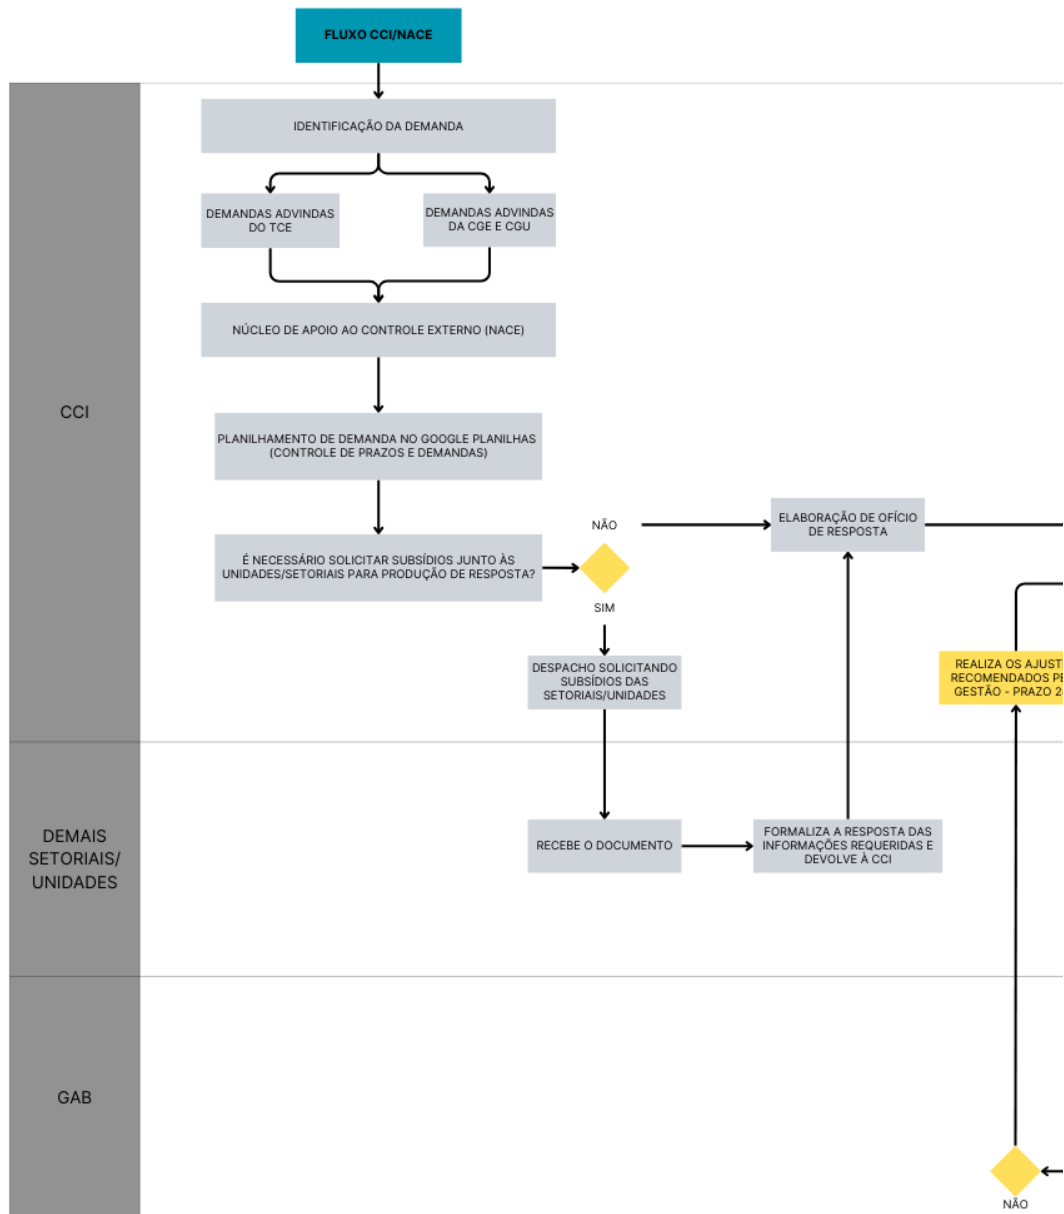 FLUXO CCI/NACE
IDENTIFICAÇÃO DA DEMANDA
DEMANDAS ADVINDAS
DO TCE
DEMANDAS ADVINDAS
DA CGE E CGU
NÚCLEO DE APOIO AO CONTROLE EXTERNO (NACE)
CCI
PLANILHAMENTO DE DEMANDA NO GOOGLE PLANILHAS
(CONTROLE DE PRAZOS E DEMANDAS)
É NECESSÁRIO SOLICITAR SUBSÍDIOS JUNTO ÀS
UNIDADES/SETORIAIS PARA PRODUÇÃO DE RESPOSTA?
NÃO
ELABORAÇÃO DE OFÍCIO
DE RESPOSTA
SIM
DESPACHO SOLICITANDO
SUBSÍDIOS DAS
SETORIAIS/UNIDADES
REALIZA OS
RECOMENDADOS
GESTÃO - PRAZO
DEMAIS
SETORIAIS/
UNIDADES
RECEBE O DOCUMENTO
FORMALIZA A RESPOSTA DAS
INFORMAÇÕES REQUERIDAS E
DEVOLVE À CCI
GAB
NÃO